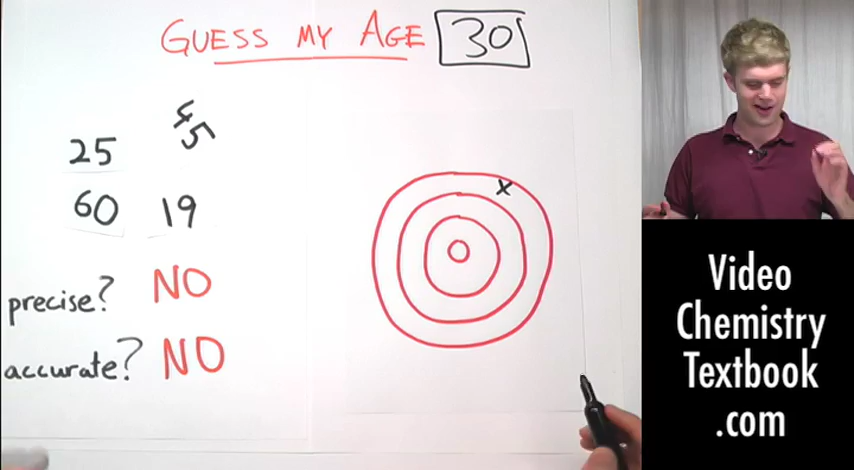 GUESS MY AGE 30
25 45
60 19
precise? NO
accurate? NO
x
Video
Chemistry
Textbook
.com